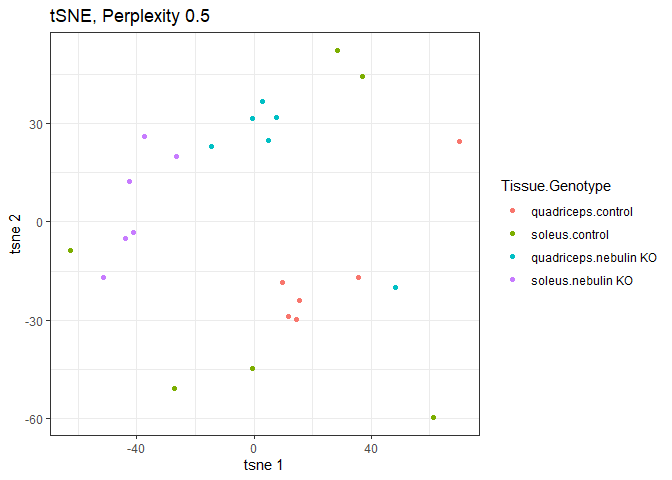 tSNE, Perplexity 0.5
30
0
-30
-60
tsne 2
-40
0
40
tsne 1
Tissue.Genotype
quadriceps.control
soleus.control
quadriceps.nebulin KO
soleus.nebulin KO